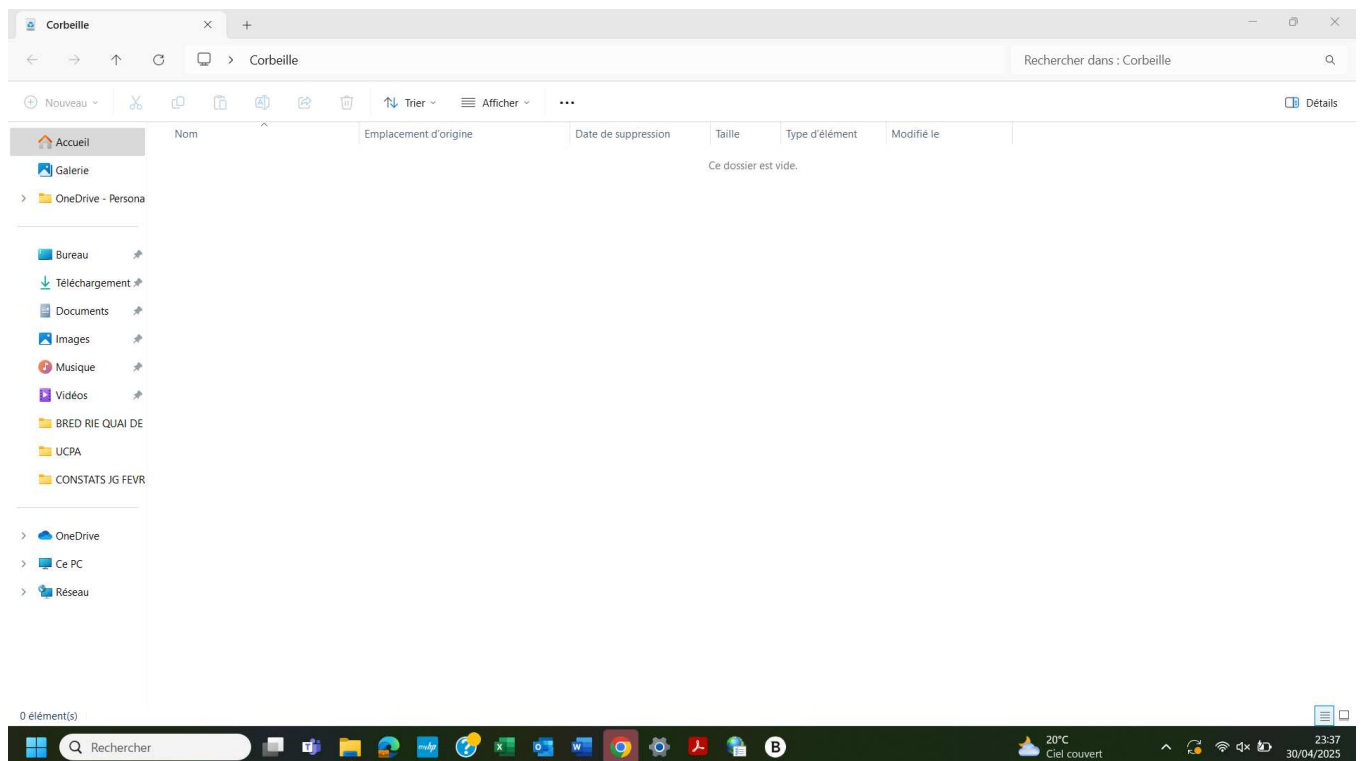 Corbeille
Corbeille
Rechercher dans : Corbeille
Nouveau
Trier
Afficher
Détails
Nom
Emplacement d'origine
Date de suppression
Taille
Type d'élément
Modifié le
Ce dossier est vide.
Accueil
Galerie
OneDrive - Persona
Bureau
Téléchargement
Documents
Images
Musique
Vidéos
BRED RIE QUAI DE
UCPA
CONSTATS JG FEVR
OneDrive
Ce PC
Réseau
0 élément(s)
Rechercher
myhp
B
20°C
Ciel couvert
23:37
30/04/2025